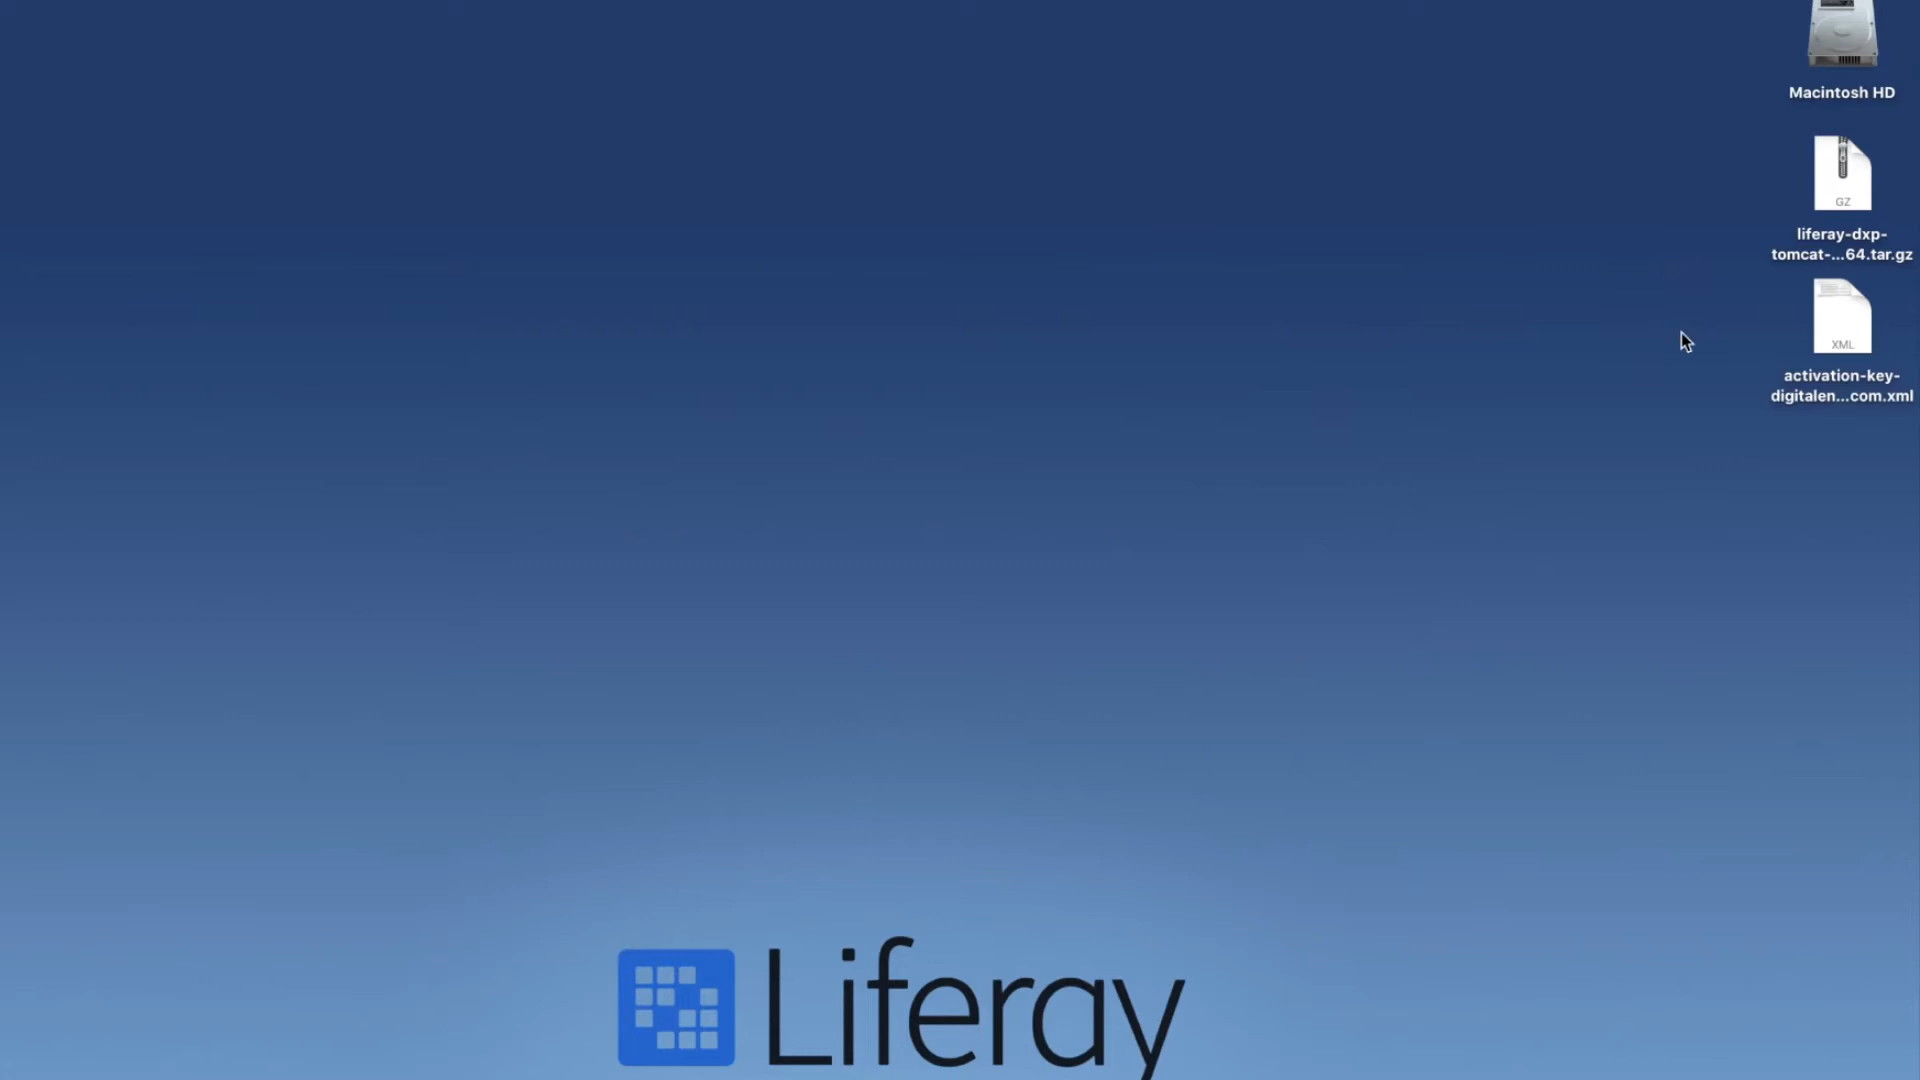 Macintosh HD
GZ
liferay-dxp-
tomcat-...64.tar.gz
XML
activation-key-
digitalen...com.xml
Liferay